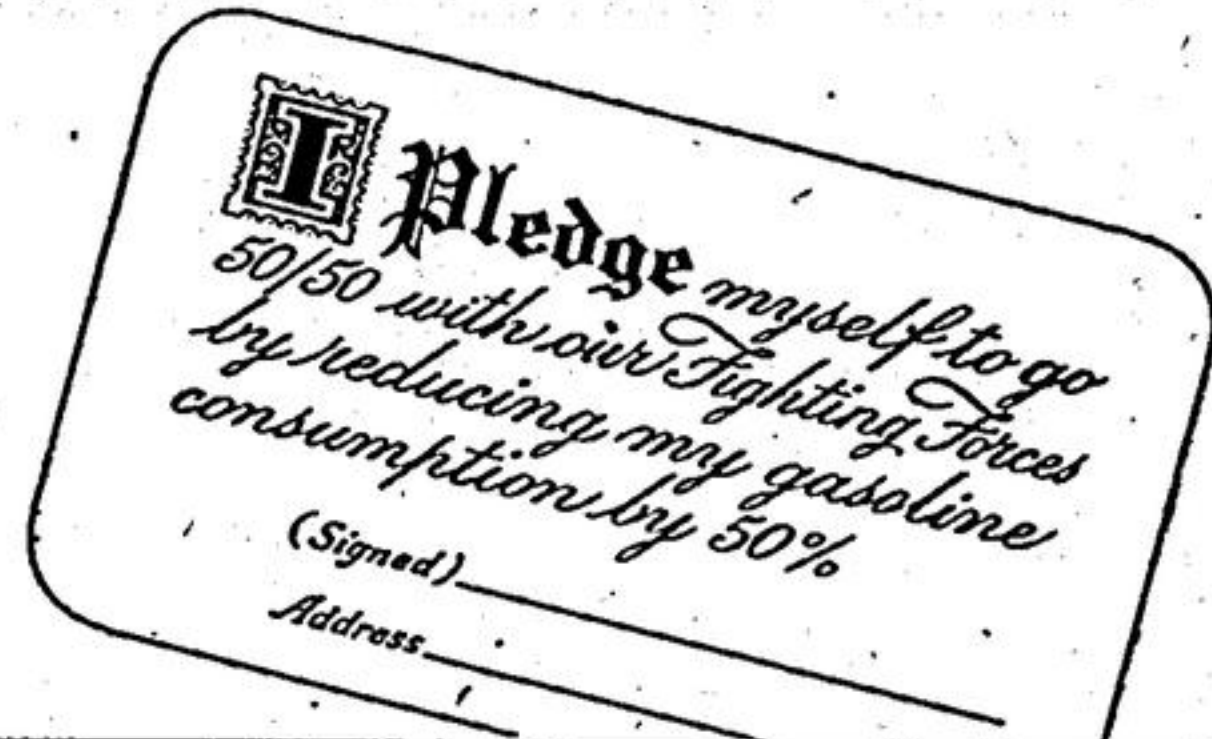 I Pledge myself to go
50/50 with our Fighting Forces
by reducing my gasoline
consumption by 50%
(Signed)
Address